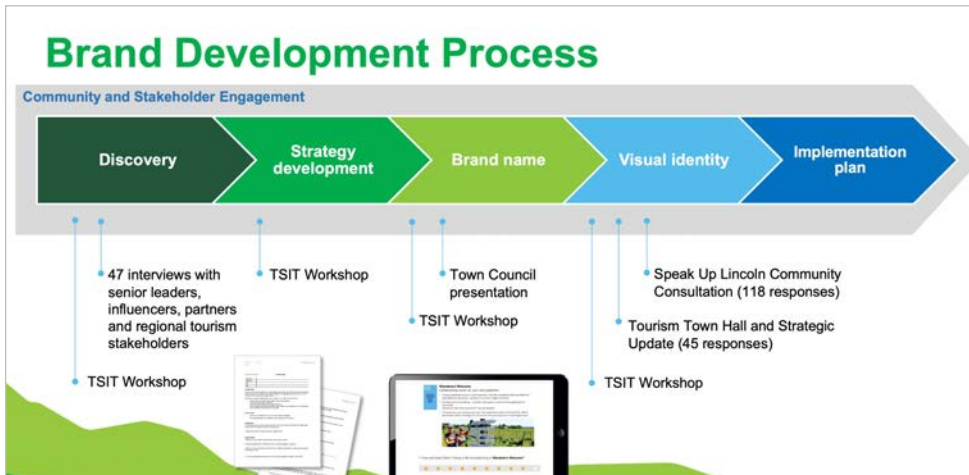 Brand Development Process
Community and Stakeholder Engagement
Discovery
Strategy
development
Brand name
Visual identity
Implementation
plan
47 interviews with
senior leaders,
influencers, partners
and regional tourism
stakeholders
TSIT Workshop
TSIT Workshop
Town Council
presentation
TSIT Workshop
Speak Up Lincoln Community
Consultation (118 responses)
Tourism Town Hall and Strategic
Update (45 responses)
TSIT Workshop